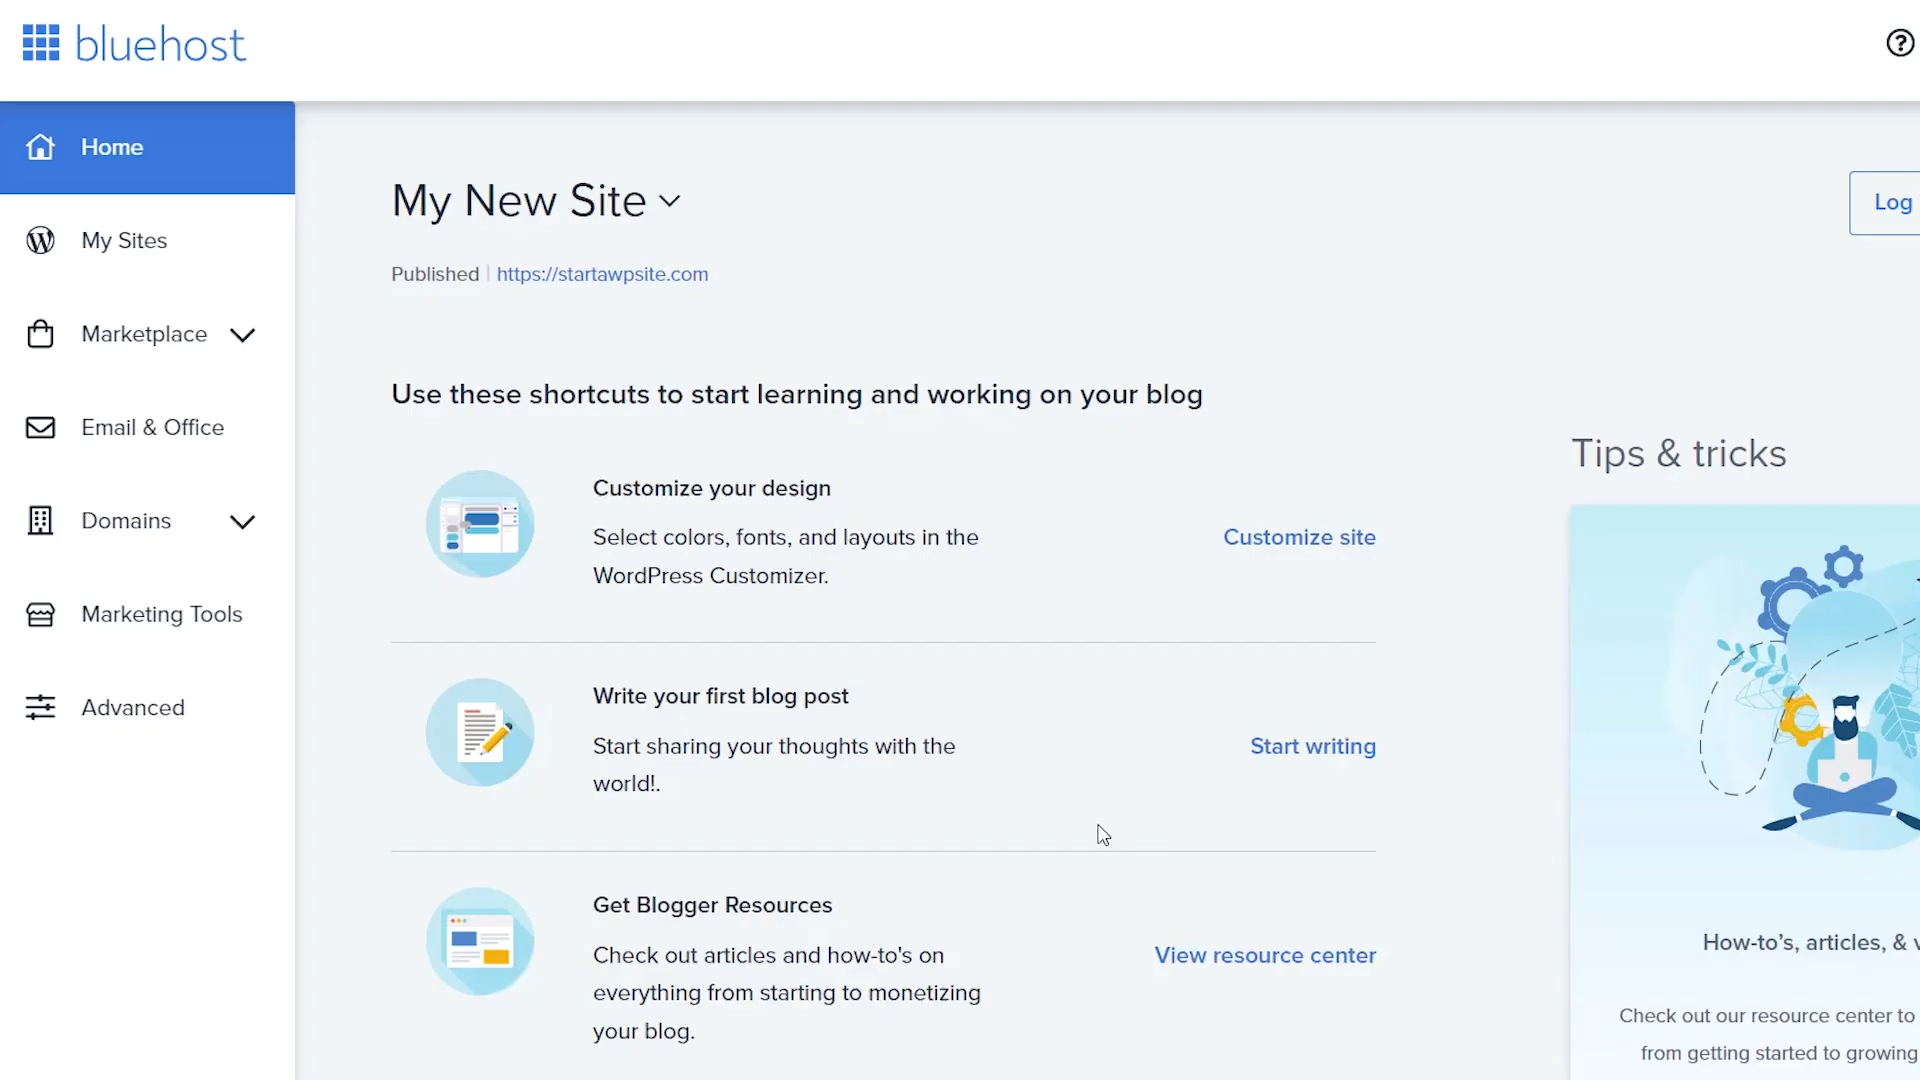 bluehost
Home
My Sites
Marketplace
Email & Office
Domains
Marketing Tools
Advanced
My New Site
Log
Published | https://startawpsite.com
Use these shortcuts to start learning and working on your blog
Customize your design
Select colors, fonts, and layouts in the
WordPress Customizer.
Customize site
Write your first blog post
Start sharing your thoughts with the
world!.
Start writing
Get Blogger Resources
Check out articles and how-to's on
everything from starting to monetizing
your blog.
View resource center
Tips & tricks
How-to’s, articles, &
Check out our resource center to
from getting started to growing